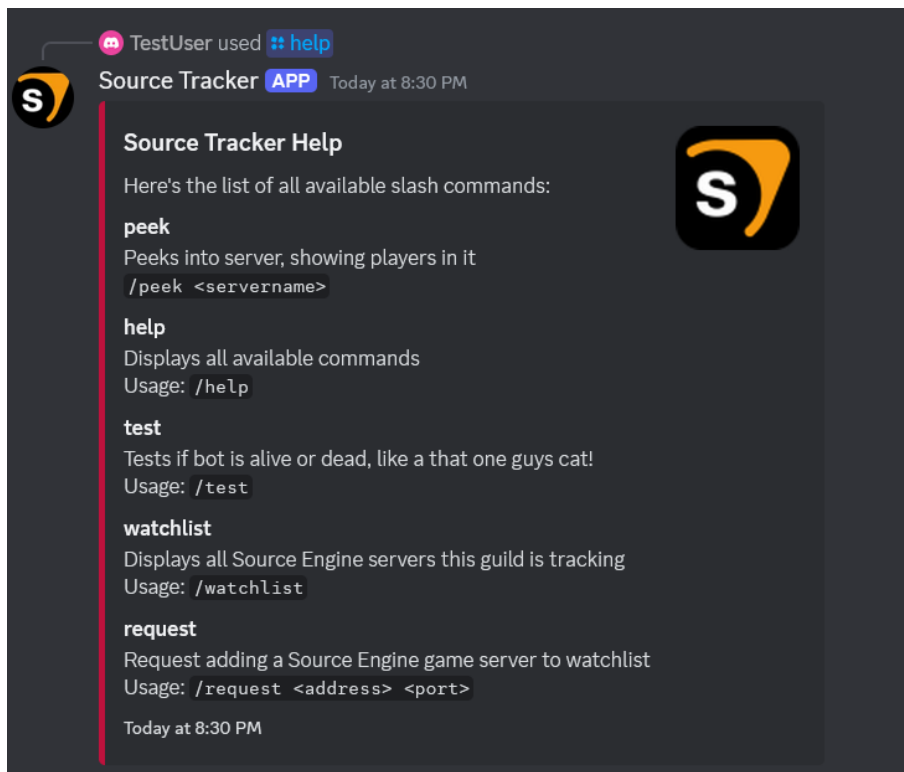 TestUser used help
Source Tracker APP Today at 8:30 PM
S
Source Tracker Help
S
Here's the list of all available slash commands:
peek
Peeks into server, showing players in it
/peek <servername>
help
Displays all available commands
Usage: /help
test
Tests if bot is alive or dead, like a that one guys cat!
Usage: /test
watchlist
Displays all Source Engine servers this guild is tracking
Usage: /watchlist
request
Request adding a Source Engine game server to watchlist
Usage: /request <address> <port>
Today at 8:30 PM